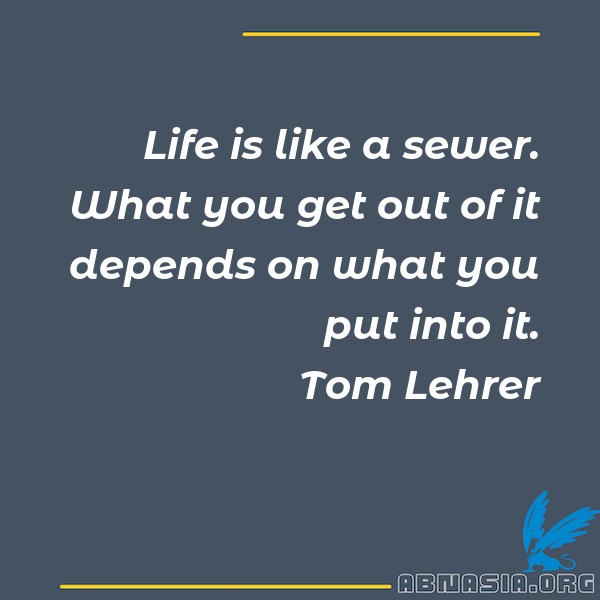 Life is like a sewer.
What you get out of it
depends on what you
put into it.
Tom Lehrer
ABNASIA.ORG